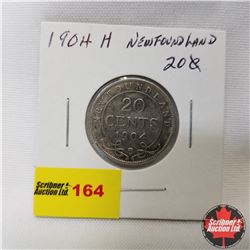 1904 H NEWFOUNDLAND
20¢
NEWFOUNDLAND
20
CENTS
1904
H
Scribner
Auction Ltd.
164
Scribner
Auction Ltd.